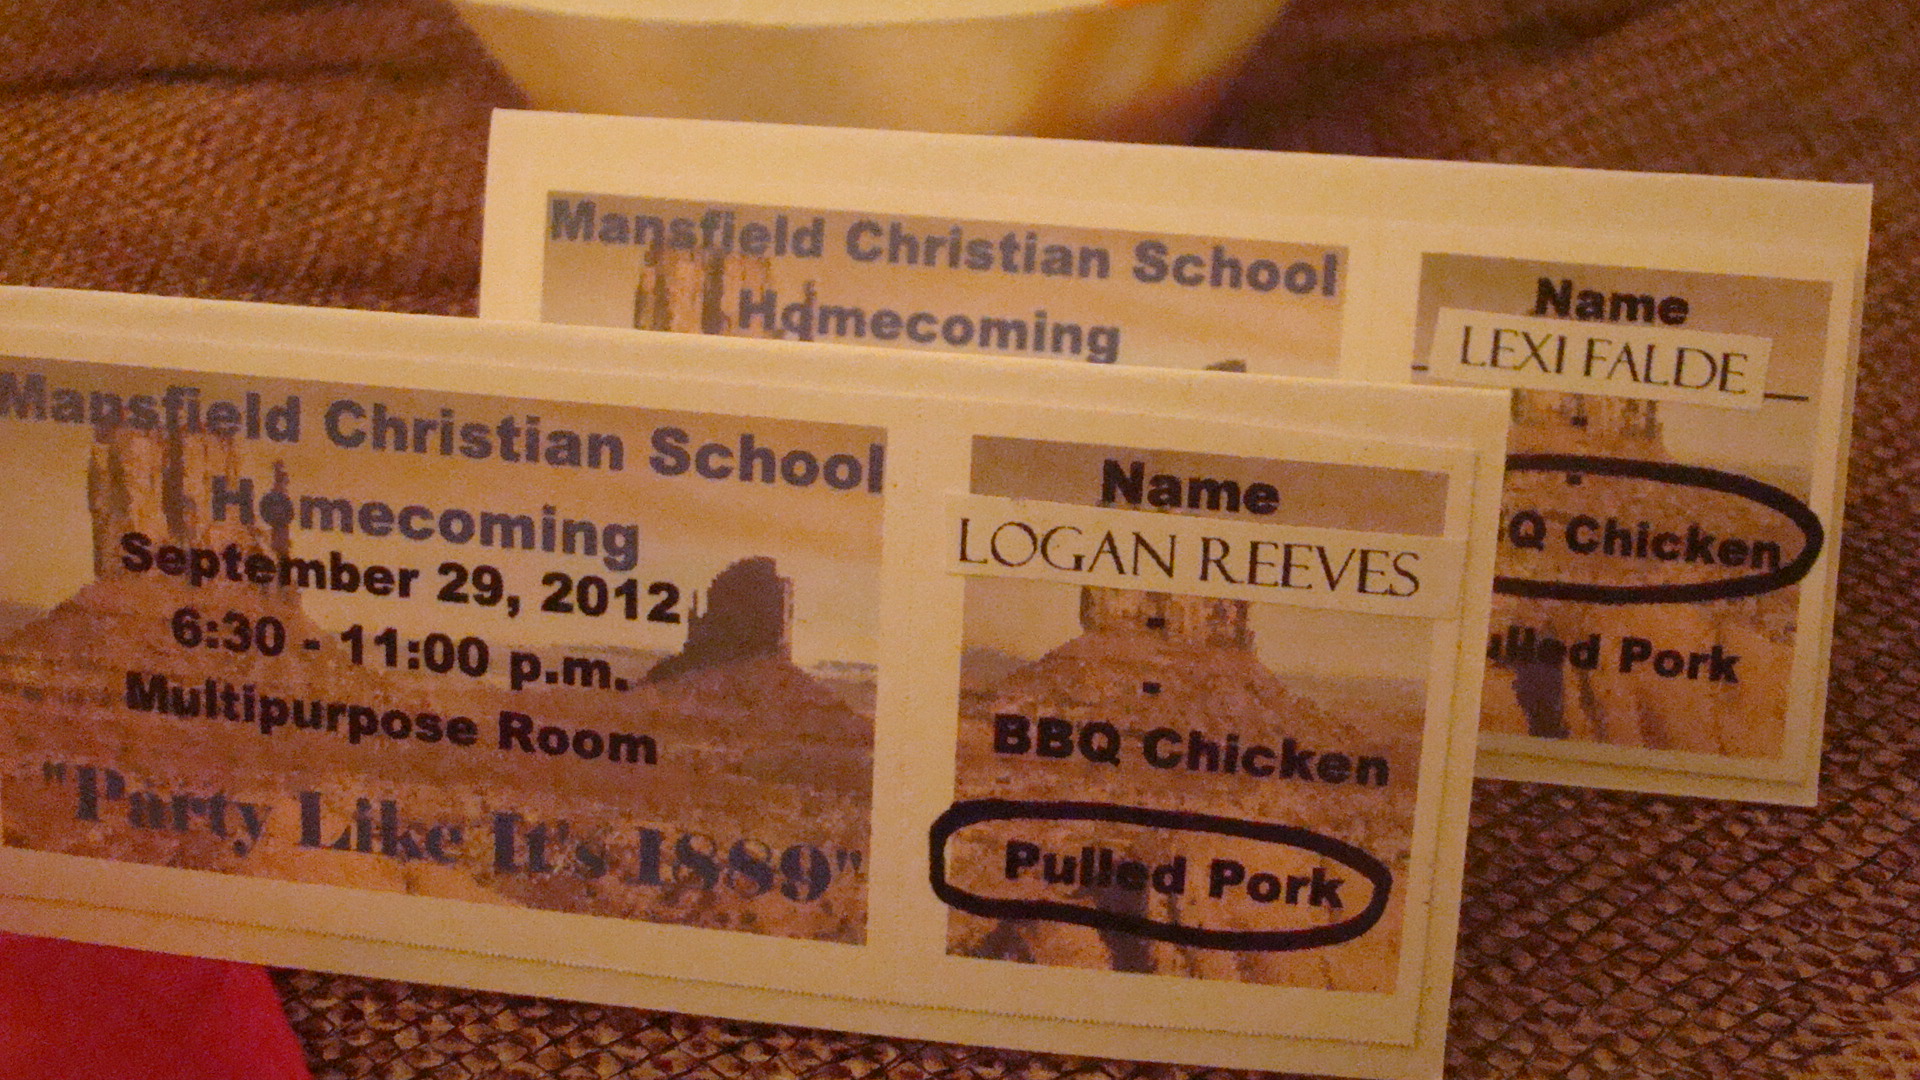 Mansfield Christian School
Homecoming
Name
LEXI FALDE
Chicken
Pork
Mansfield Christian School
Homecoming
September 29, 2012
6:30 - 11:00 p.m.
Multipurpose Room
"Party Like It's 1889"
Name
LOGAN REEVES
-
-
BBQ Chicken
Pulled Pork